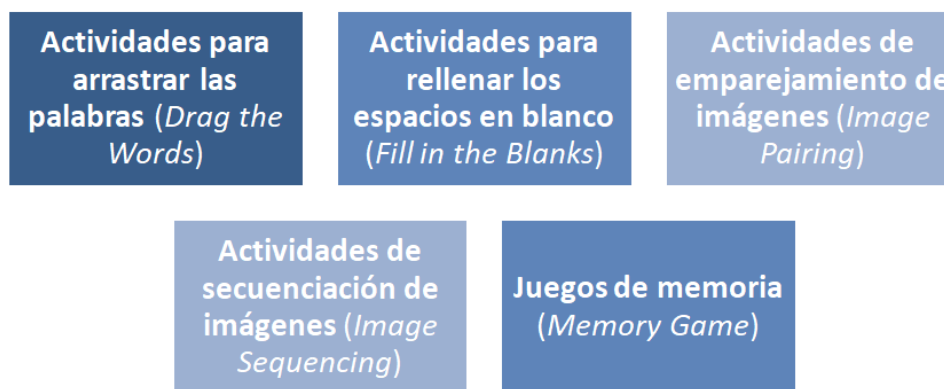 Actividades para
arrastrar las
palabras (Drag the
Words)
Actividades para
rellenar los
espacios en blanco
(Fill in the Blanks)
Actividades de
emparejamiento de
imágenes (Image
Pairing)
Actividades de
secuenciación de
imágenes (Image
Sequencing)
Juegos de memoria
(Memory Game)